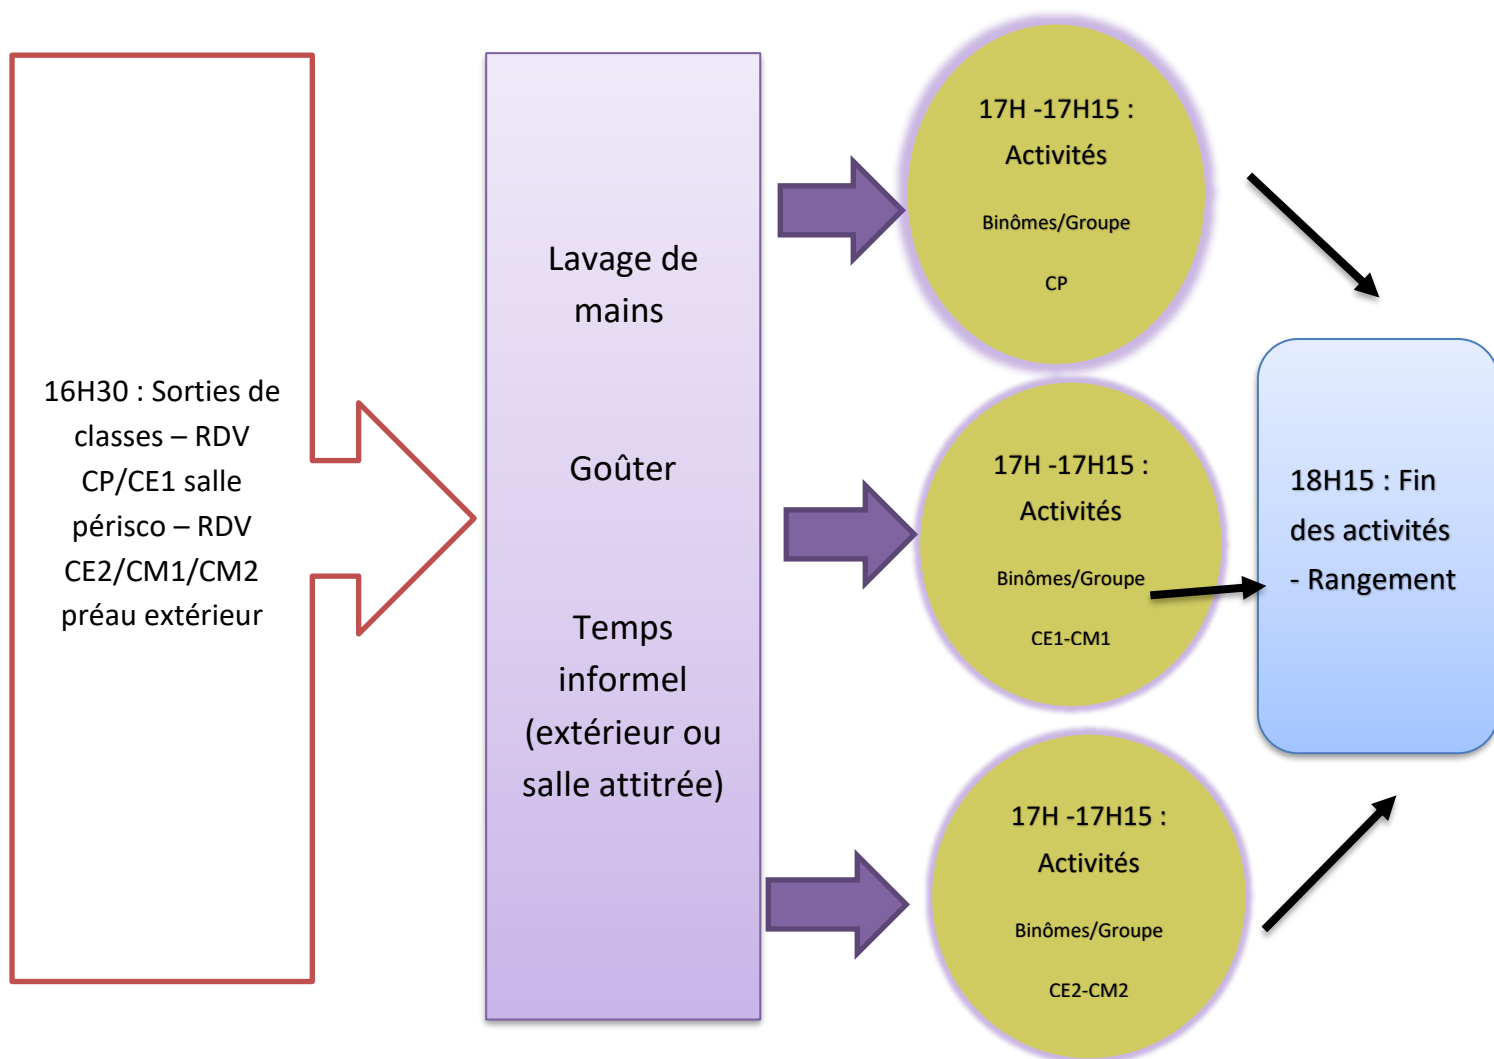 16H30 : Sorties de
classes – RDV
CP/CE1 salle
périsco – RDV
CE2/CM1/CM2
préau extérieur
Lavage de
mains
Goûter
Temps
informel
(extérieur ou
salle attitrée)
17H -17H15 :
Activités
Binômes/Groupe
CP
17H -17H15 :
Activités
Binômes/Groupe
CE1-CM1
17H -17H15 :
Activités
Binômes/Groupe
CE2-CM2
18H15 : Fin
des activités
- Rangement